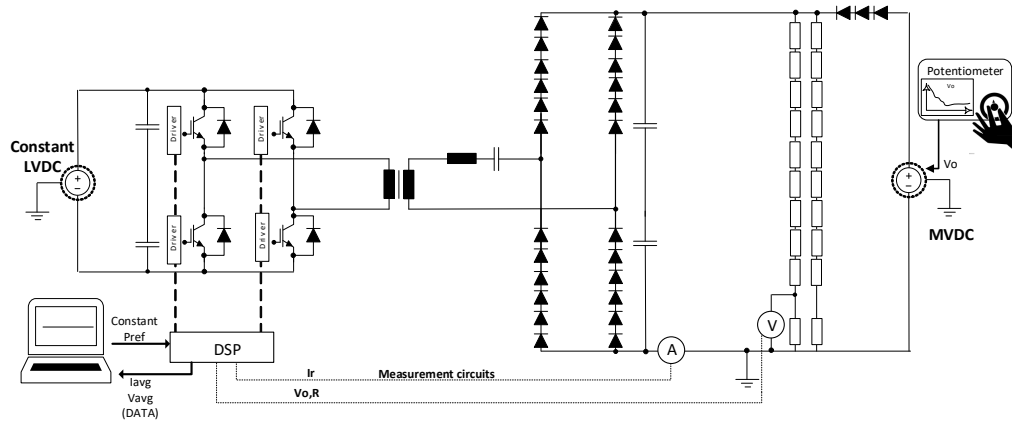 Potentiometer
Vo
Constant
LVDC
Driver
Driver
Driver
Driver
Vo
MVDC
Constant
Pref
DSP
V
A
Iavg
Vavg
(DATA)
Ir
Measurement circuits
Vo,R